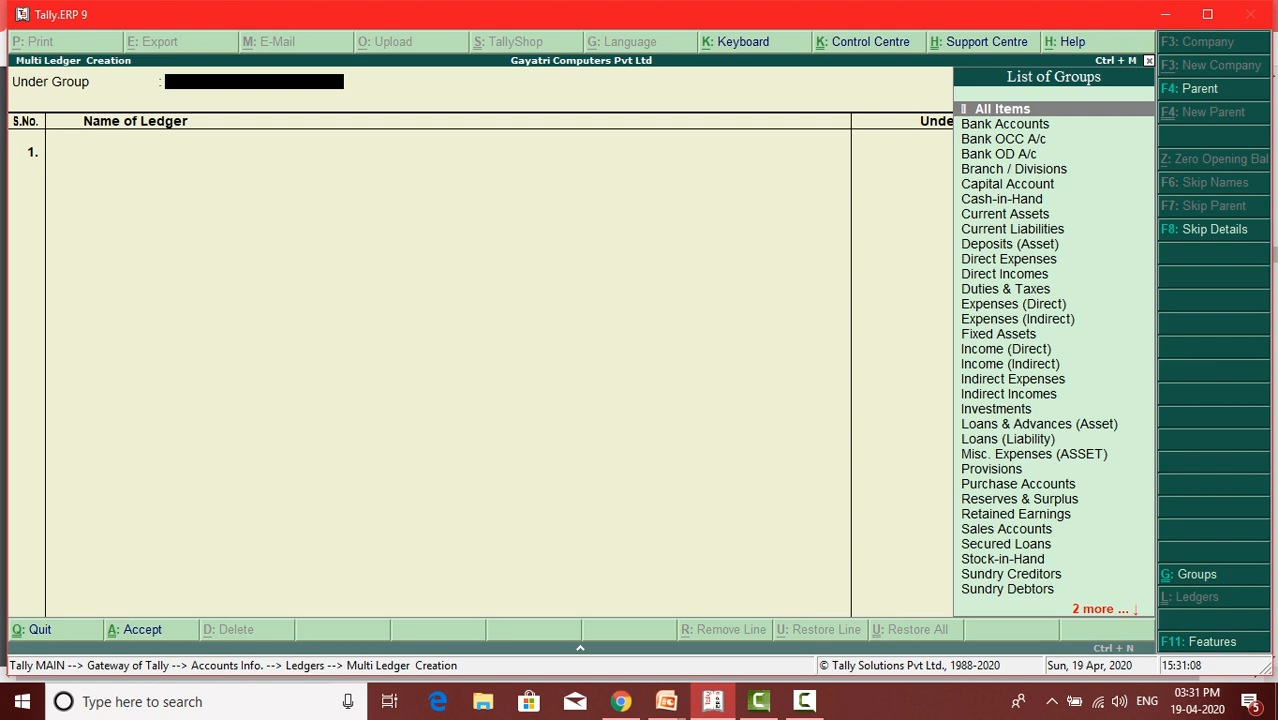 Tally.ERP 9
P: Print E: Export M: E-Mail O: Upload S: TallyShop G: Language K: Keyboard K: Control Centre H: Support Centre H: Help
Multi Ledger Creation Gayatri Computers Pvt Ltd Ctrl + M
Under Group :
S.No. Name of Ledger Unde
1.
List of Groups
All Items
Bank Accounts
Bank OCC A/c
Bank OD A/c
Branch / Divisions
Capital Account
Cash-in-Hand
Current Assets
Current Liabilities
Deposits (Asset)
Direct Expenses
Direct Incomes
Duties & Taxes
Expenses (Direct)
Expenses (Indirect)
Fixed Assets
Income (Direct)
Income (Indirect)
Indirect Expenses
Indirect Incomes
Investments
Loans & Advances (Asset)
Loans (Liability)
Misc. Expenses (ASSET)
Provisions
Purchase Accounts
Reserves & Surplus
Retained Earnings
Sales Accounts
Secured Loans
Stock-in-Hand
Sundry Creditors
Sundry Debtors
2 more ... ↓
F3: Company
F3: New Company
F4: Parent
F4: New Parent
Z: Zero Opening Bal
F6: Skip Names
F7: Skip Parent
F8: Skip Details
G: Groups
L: Ledgers
F11: Features
Q: Quit A: Accept D: Delete R: Remove Line U: Restore Line U: Restore All
Ctrl + N
Tally MAIN --> Gateway of Tally --> Accounts Info. --> Ledgers --> Multi Ledger Creation © Tally Solutions Pvt Ltd., 1988-2020 Sun, 19 Apr, 2020 15:31:08
Type here to search ENG 03:31 PM
19-04-2020 5